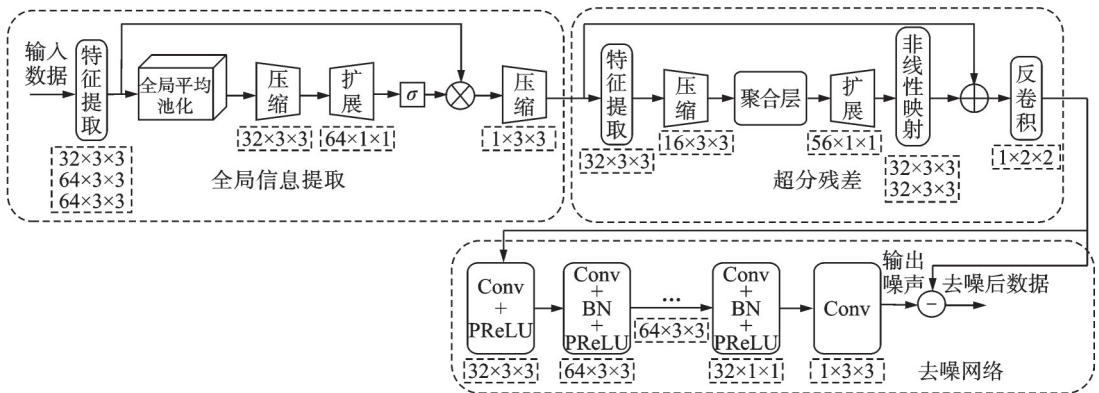 输入
数据
特征提取
全局平均
池化
压缩
扩展
σ
压缩
32×3×3
64×1×1
1×3×3
32×3×3
64×3×3
64×3×3
全局信息提取
特征提取
压缩
聚合层
扩展
非线性映射
反卷积
32×3×3
16×3×3
56×1×1
32×3×3
32×3×3
1×2×2
超分残差
Conv
+
PReLU
Conv
+
BN
+
PReLU
...
64×3×3
Conv
+
BN
+
PReLU
Conv
输出
噪声
去噪后数据
32×3×3
64×3×3
32×1×1
1×3×3
去噪网络